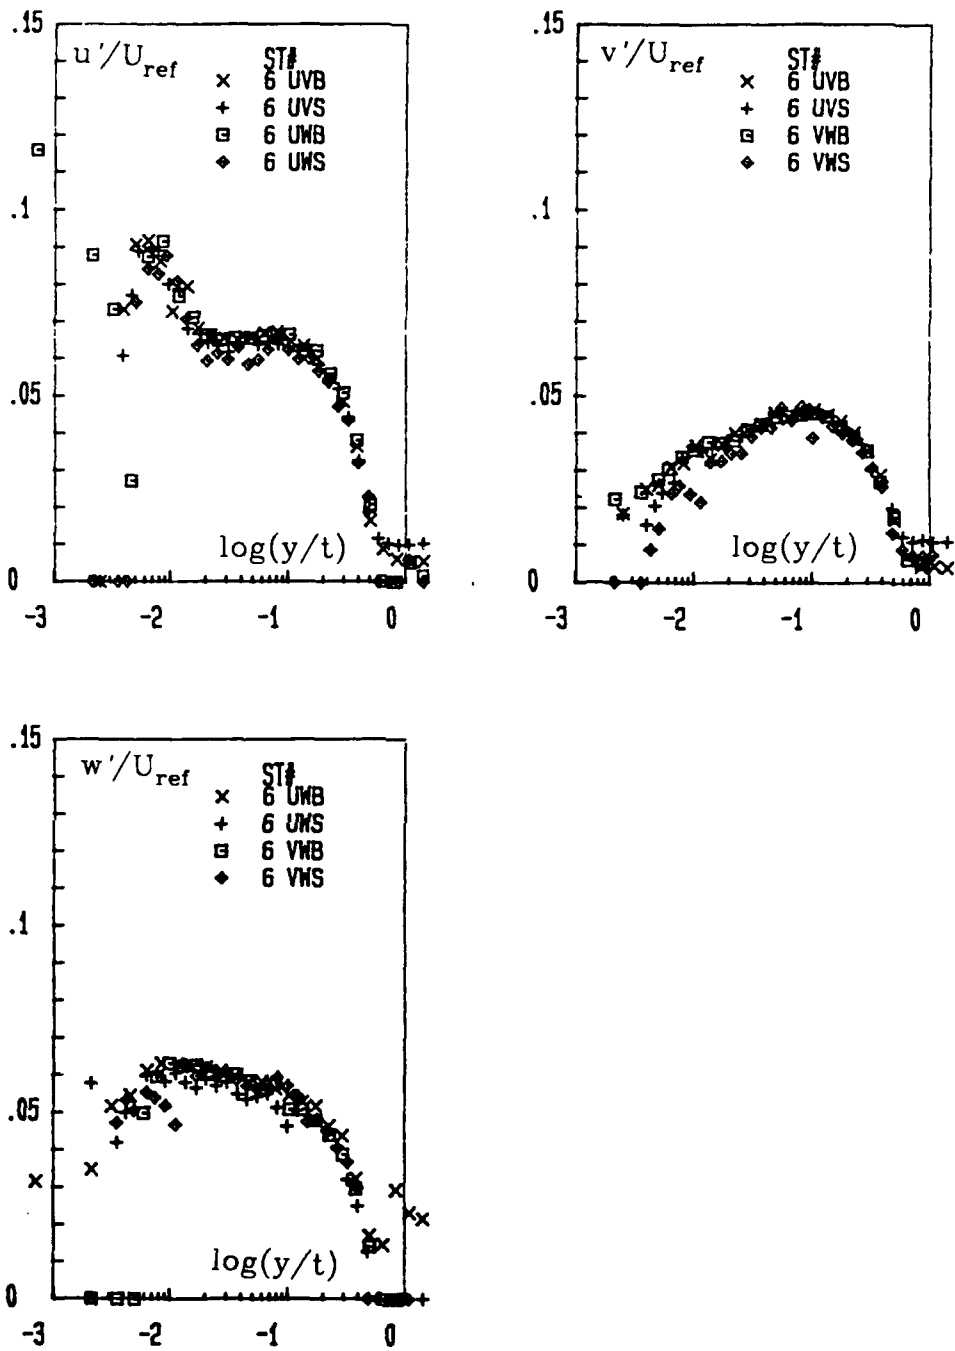 .15
u'/U_ref
ST#
× 6 UVB
+ 6 UVS
6 UWB
6 UWS
.1
.05
log(y/t)
0
-3 -2 -1 0
.15
v'/U_ref
ST#
× 6 UVB
+ 6 UVS
6 VWB
6 VWS
.1
.05
log(y/t)
0
-3 -2 -1 0
.15
w'/U_ref
ST#
× 6 UWB
+ 6 UWS
6 VWB
6 VWS
.1
.05
log(y/t)
0
-3 -2 -1 0